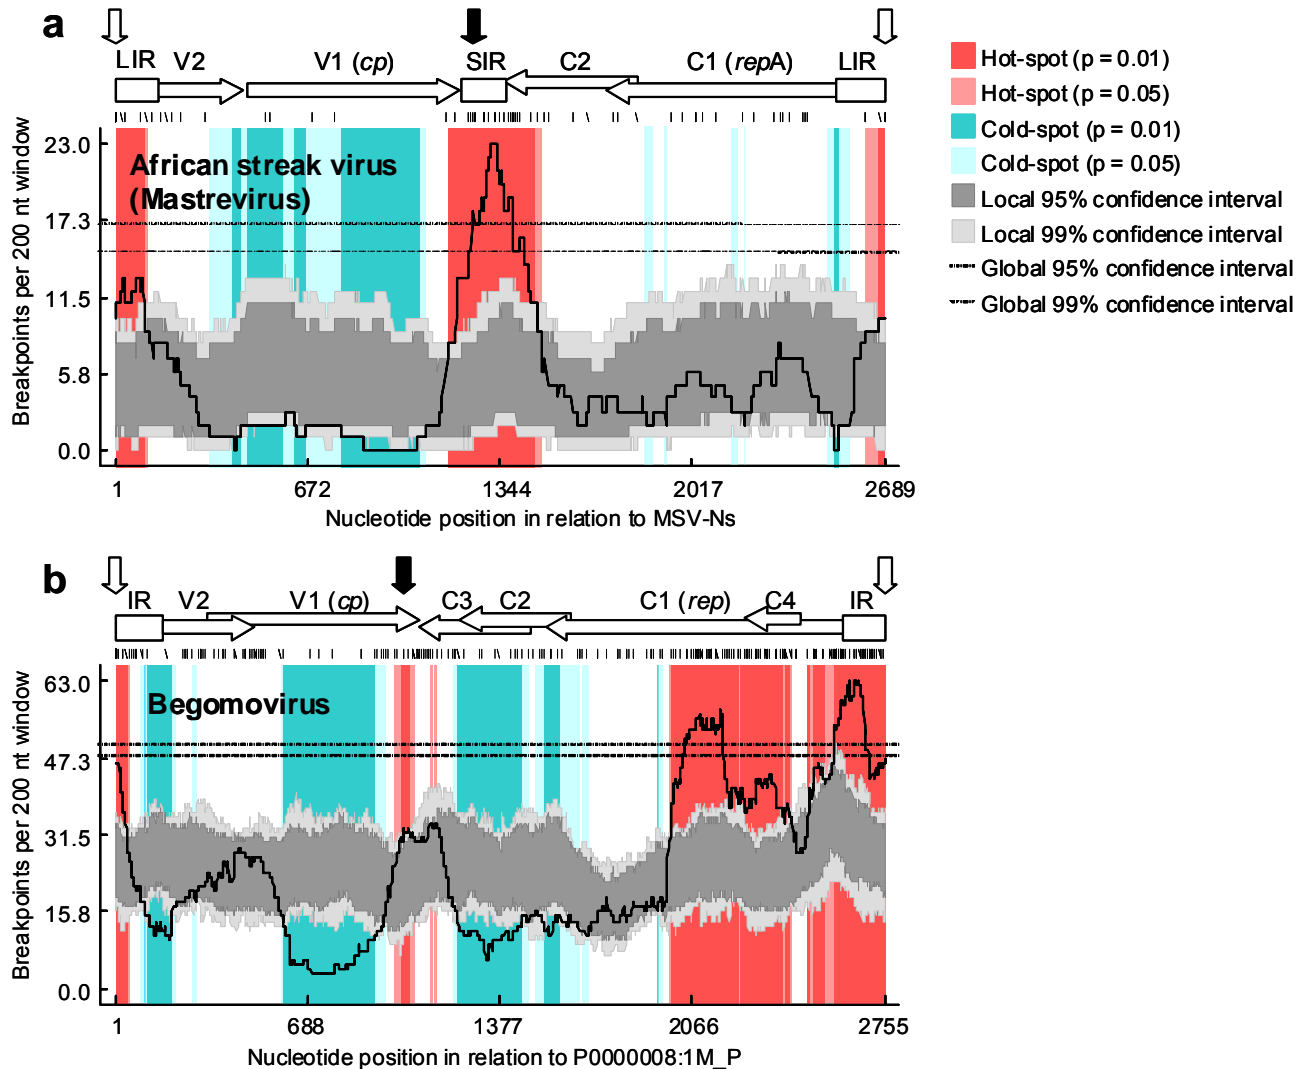 a
LIR V2 V1 (cp) SIR C2 C1 (repA) LIR
Hot-spot (p = 0.01)
Hot-spot (p = 0.05)
Cold-spot (p = 0.01)
Cold-spot (p = 0.05)
Local 95% confidence interval
Local 99% confidence interval
Global 95% confidence interval
Global 99% confidence interval
African streak virus
(Mastrevirus)
Breakpoints per 200 nt window
23.0
17.3
11.5
5.8
0.0
1 672 1344 2017 2689
Nucleotide position in relation to MSV-Ns
b
IR V2 V1 (cp) C3 C2 C1 (rep) C4 IR
Begomovirus
Breakpoints per 200 nt window
63.0
47.3
31.5
15.8
0.0
1 688 1377 2066 2755
Nucleotide position in relation to P0000008:1M_P